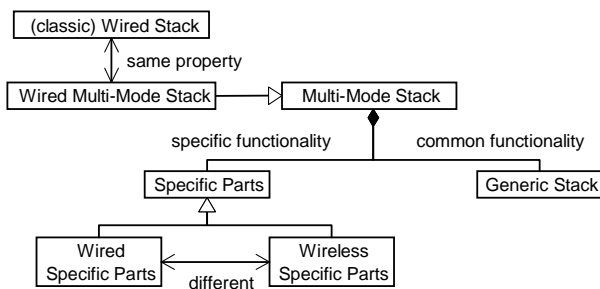 (classic) Wired Stack
same property
Wired Multi-Mode Stack
Multi-Mode Stack
specific functionality
common functionality
Specific Parts
Generic Stack
Wired
Specific Parts
Wireless
Specific Parts
different